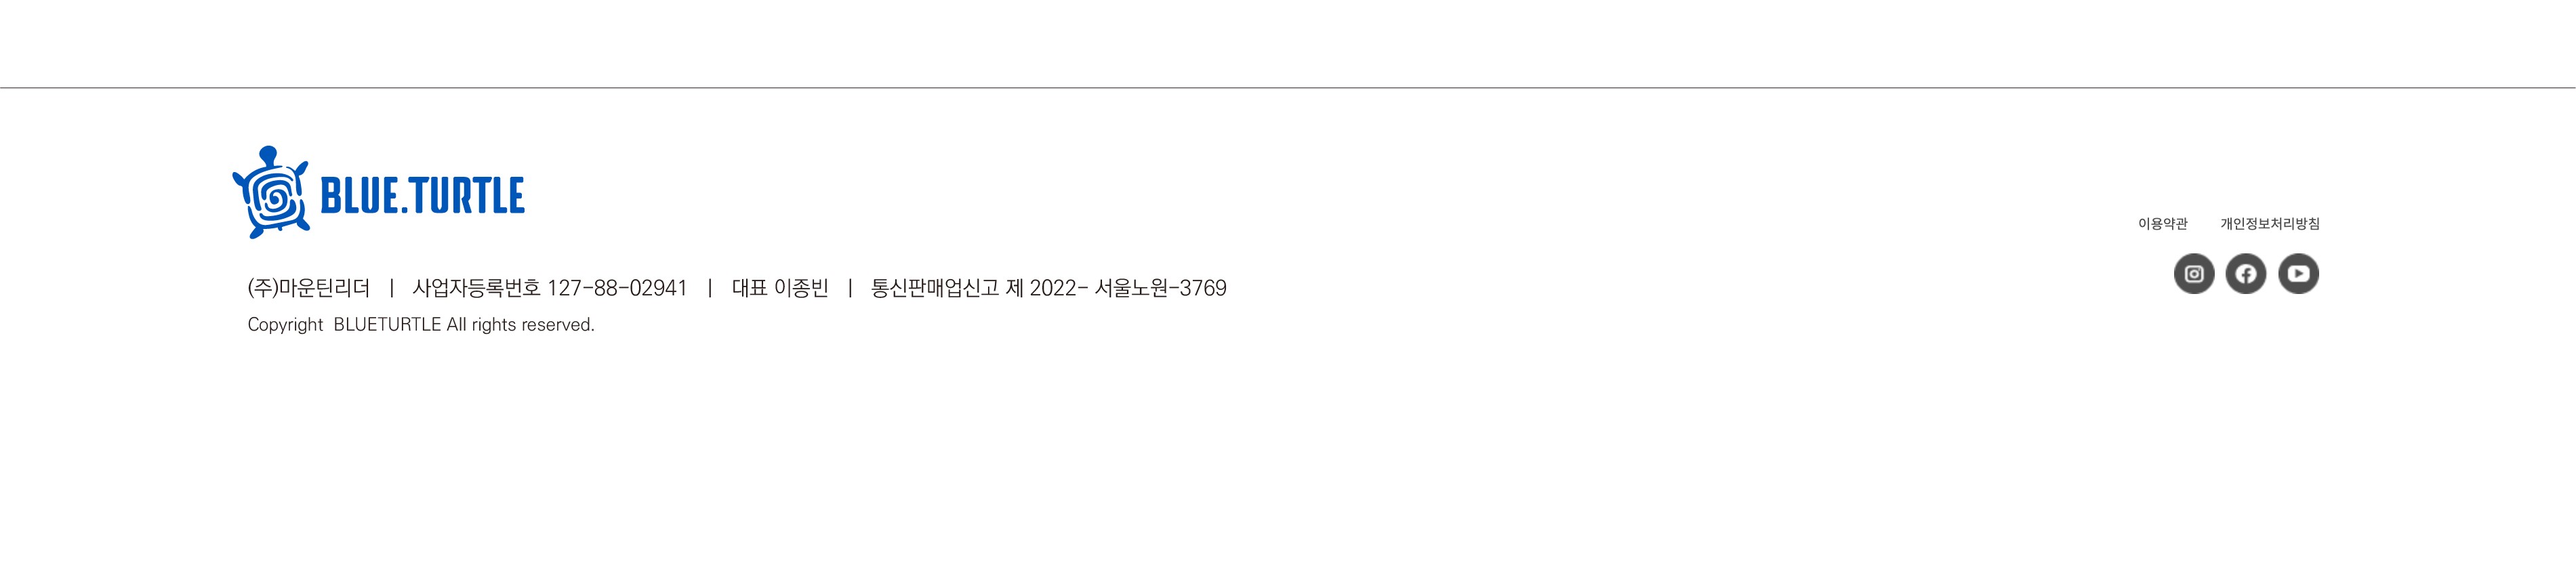 BLUE.TURTLE
이용약관 개인정보처리방침
(주)마운틴리더 | 사업자등록번호 127-88-02941 | 대표 이종빈 | 통신판매업신고 제 2022- 서울노원-3769
Copyright BLUETURTLE All rights reserved.